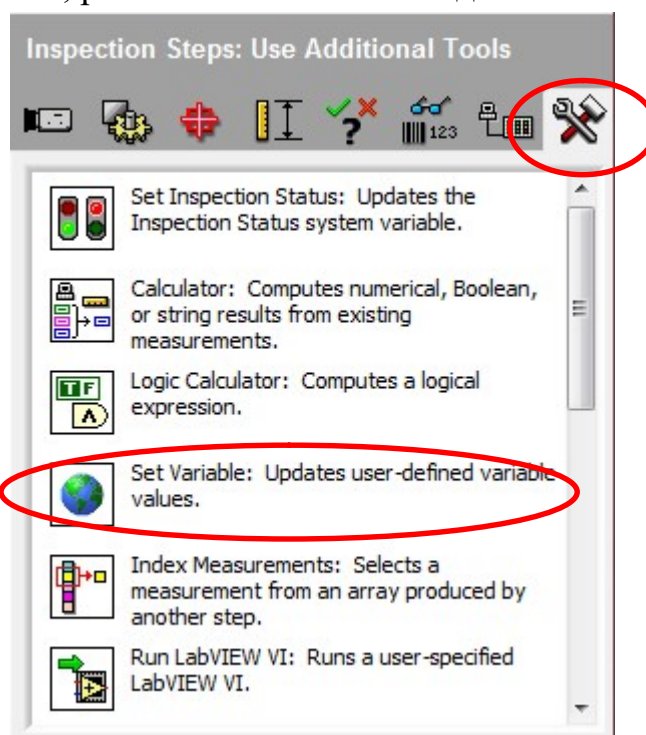 Inspection Steps: Use Additional Tools
?
123
Set Inspection Status: Updates the
Inspection Status system variable.
Calculator: Computes numerical, Boolean,
or string results from existing
measurements.
T F
Logic Calculator: Computes a logical
expression.
Λ
Set Variable: Updates user-defined variable
values.
Index Measurements: Selects a
measurement from an array produced by
another step.
Run LabVIEW VI: Runs a user-specified
LabVIEW VI.